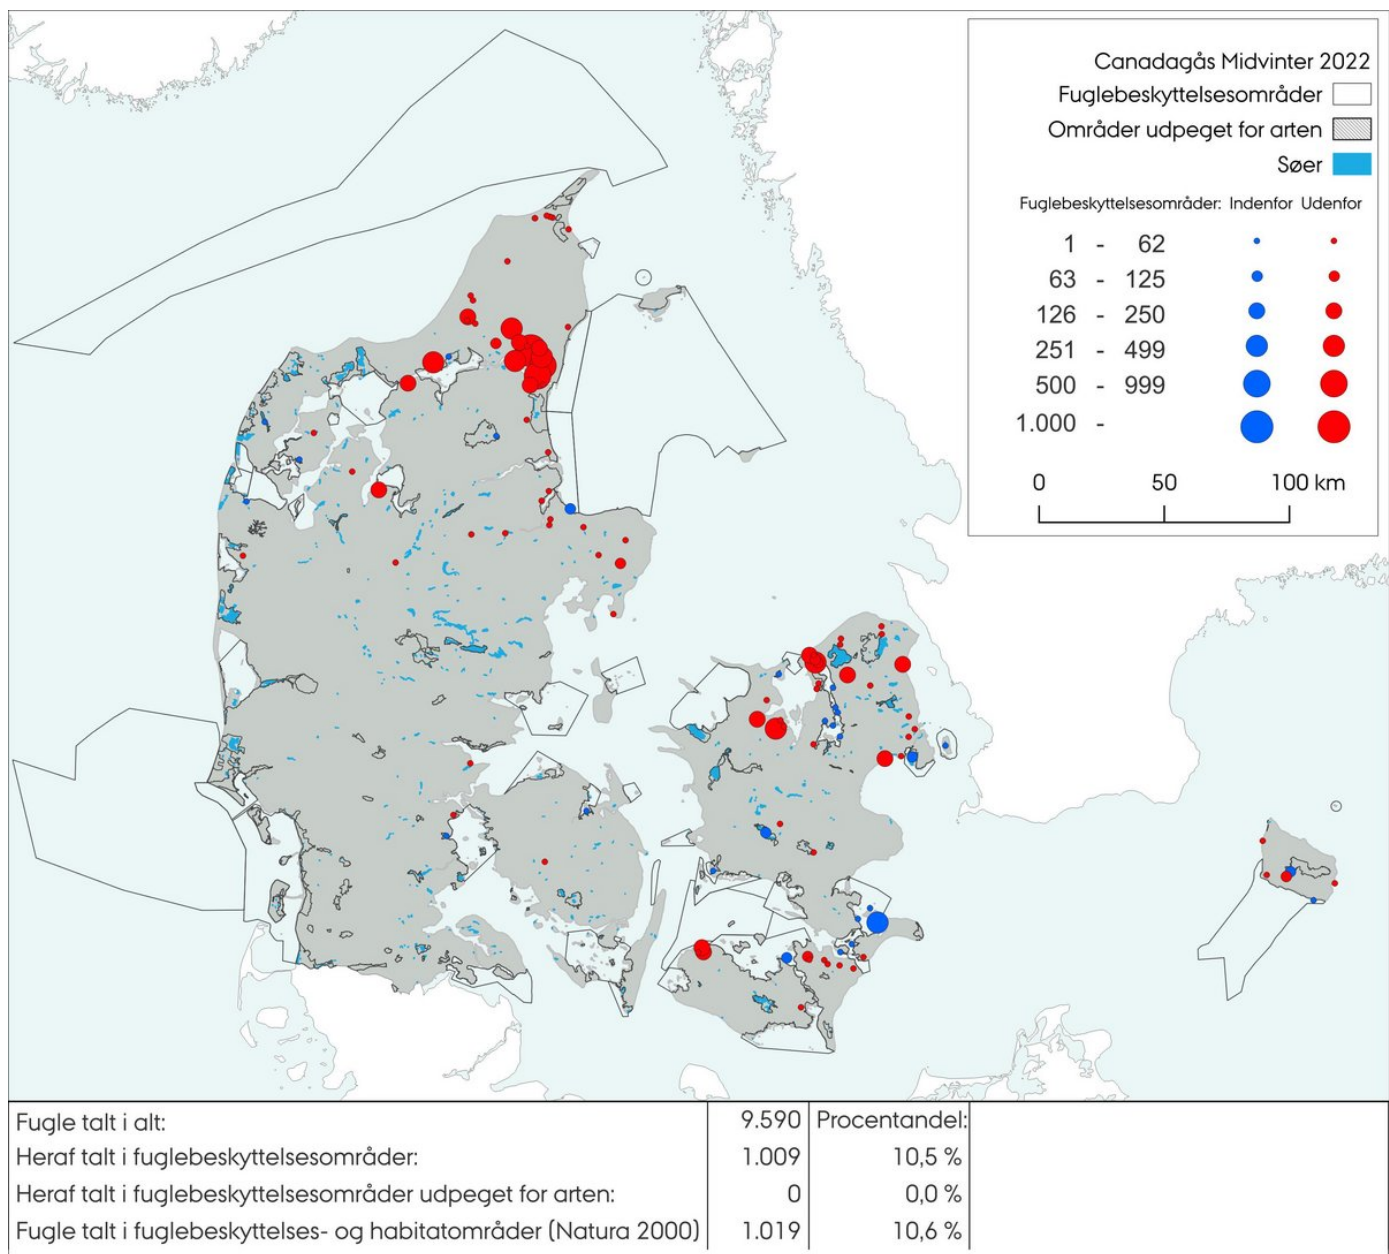 Canadagås Midvinter 2022
Fuglebeskyttelsesområder
Områder udpeget for arten
Søer
Fuglebeskyttelsesområder: Indenfor Udenfor
1 - 62
63 - 125
126 - 250
251 - 499
500 - 999
1.000 -
0 50 100 km
Fugle talt i alt: 9.590 Procentandel:
Heraf talt i fuglebeskyttelsesområder: 1.009 10,5 %
Heraf talt i fuglebeskyttelsesområder udpeget for arten: 0 0,0 %
Fugle talt i fuglebeskyttelses- og habitatområder (Natura 2000) 1.019 10,6 %